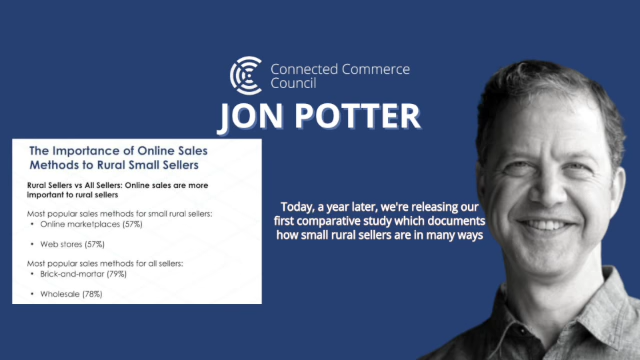 Connected Commerce
Council
JON POTTER
The Importance of Online Sales
Methods to Rural Small Sellers
Rural Sellers vs All Sellers: Online sales are more
important to rural sellers
Most popular sales methods for small rural sellers:
• Online marketplaces (57%)
• Web stores (57%)
Most popular sales methods for all sellers:
• Brick-and-mortar (79%)
• Wholesale (78%)
Today, a year later, we're releasing our
first comparative study which documents
how small rural sellers are in many ways